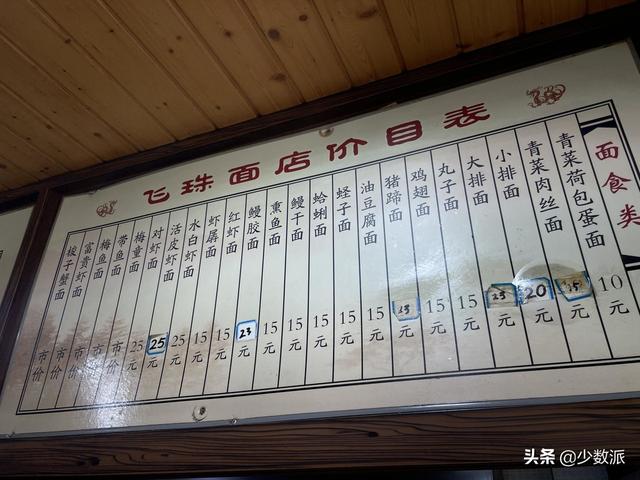 飞珠面店价目表
面食类
青菜荷包蛋面 10元
青菜肉丝面 15元
小排面 20元
大排面 23元
丸子面 15元
鸡翅面 15元
猪蹄面 23元
油豆腐面 15元
蛏子面 15元
蛤蜊面 15元
鳗干面 15元
熏鱼面 15元
鳗胶面 23元
红虾面 15元
虾孱面 15元
水白虾面 25元
活皮虾面 25元
对虾面 25元
梅童面 市价
带鱼面 市价
梅鱼面 市价
富贵虾面 市价
梭子蟹面 市价
头条 @少数派